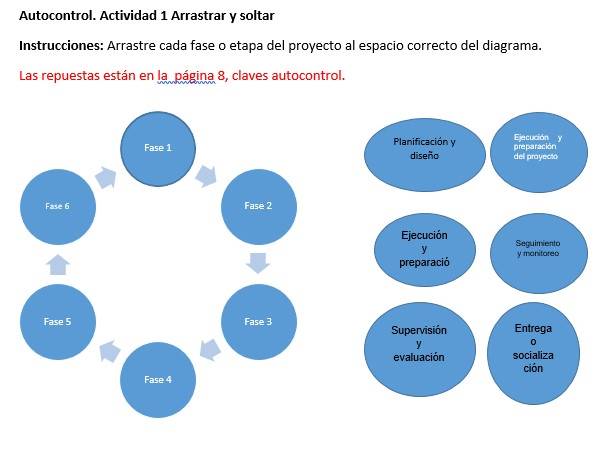 Autocontrol. Actividad 1 Arrastrar y soltar
Instrucciones: Arrastre cada fase o etapa del proyecto al espacio correcto del diagrama.
Las repuestas están en la página 8, claves autocontrol.
Fase 1
Fase 2
Fase 3
Fase 4
Fase 5
Fase 6
Planificación y
diseño
Ejecución y
preparación
del proyecto
Ejecución
y
preparació
Seguimiento
y monitoreo
Supervisión
y
evaluación
Entrega
o
socializa
ción